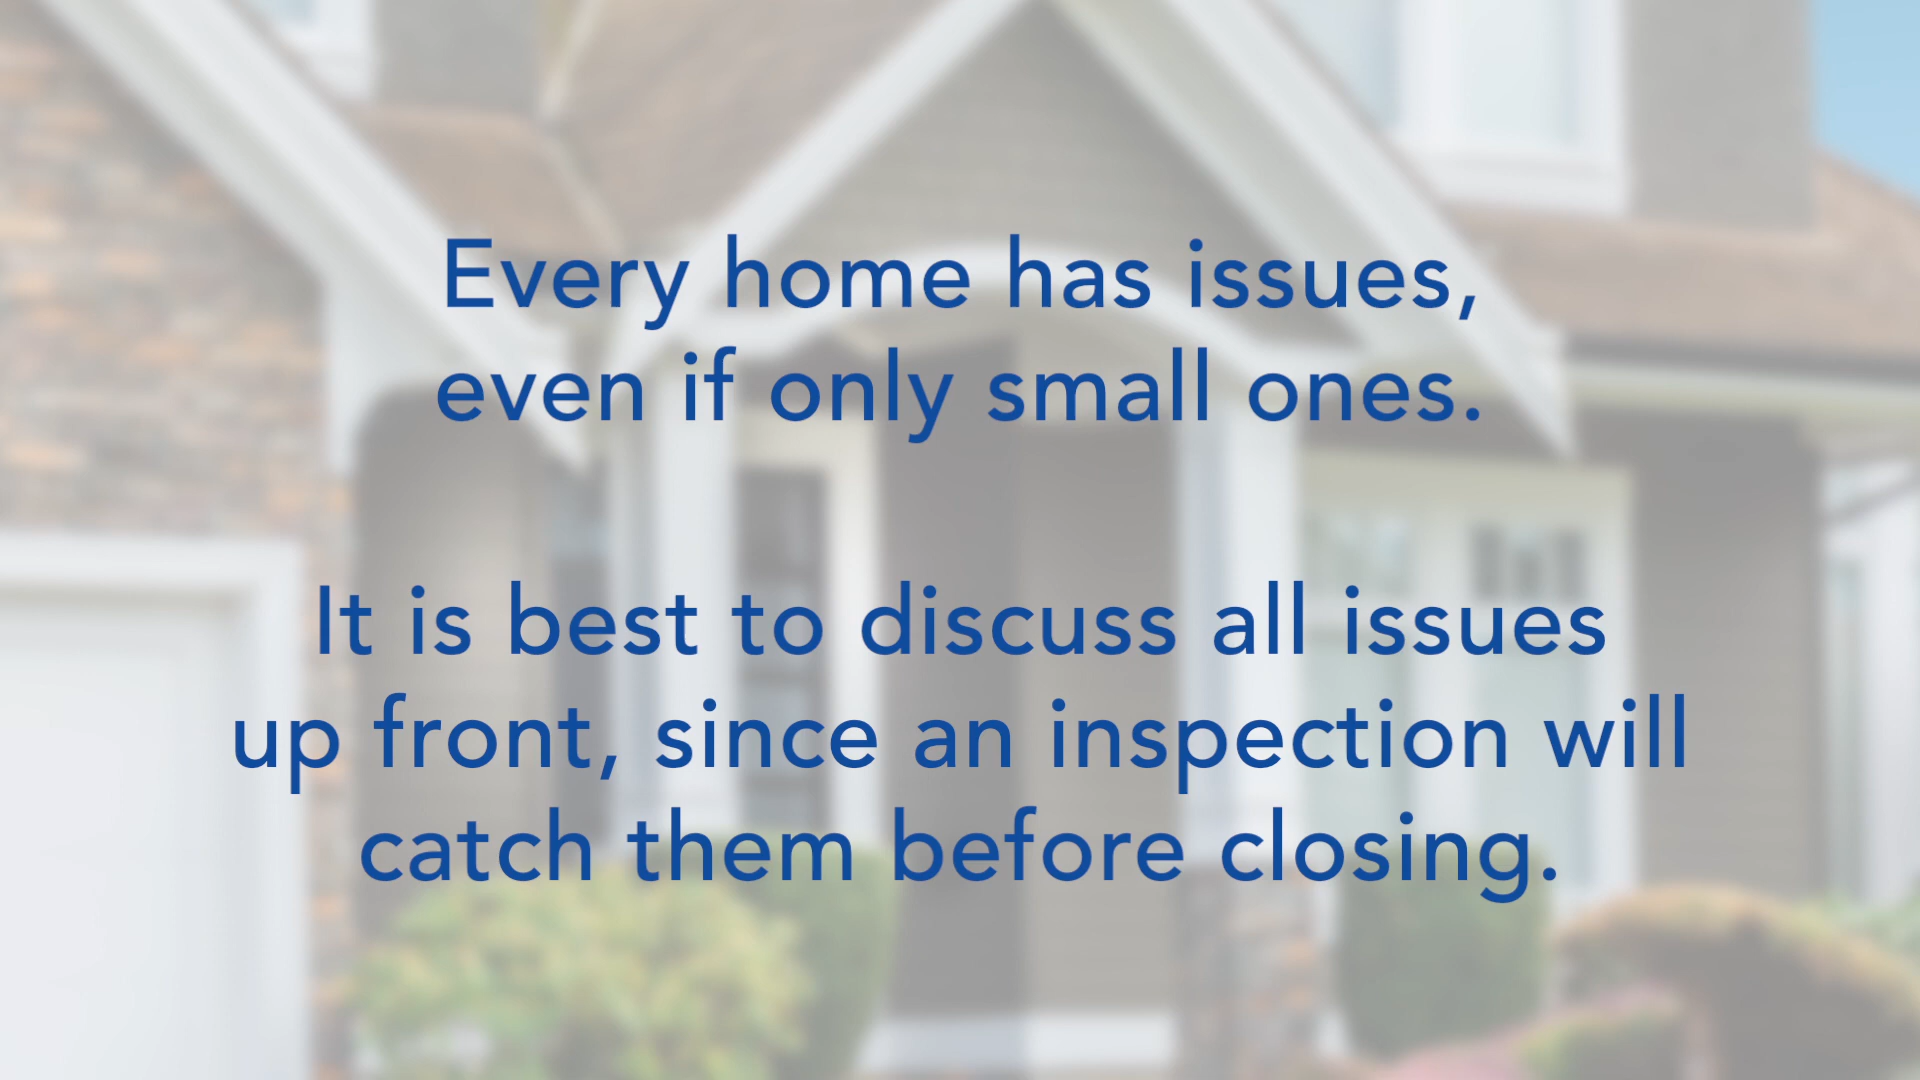 Every home has issues,
even if only small ones.
It is best to discuss all issues
up front, since an inspection will
catch them before closing.